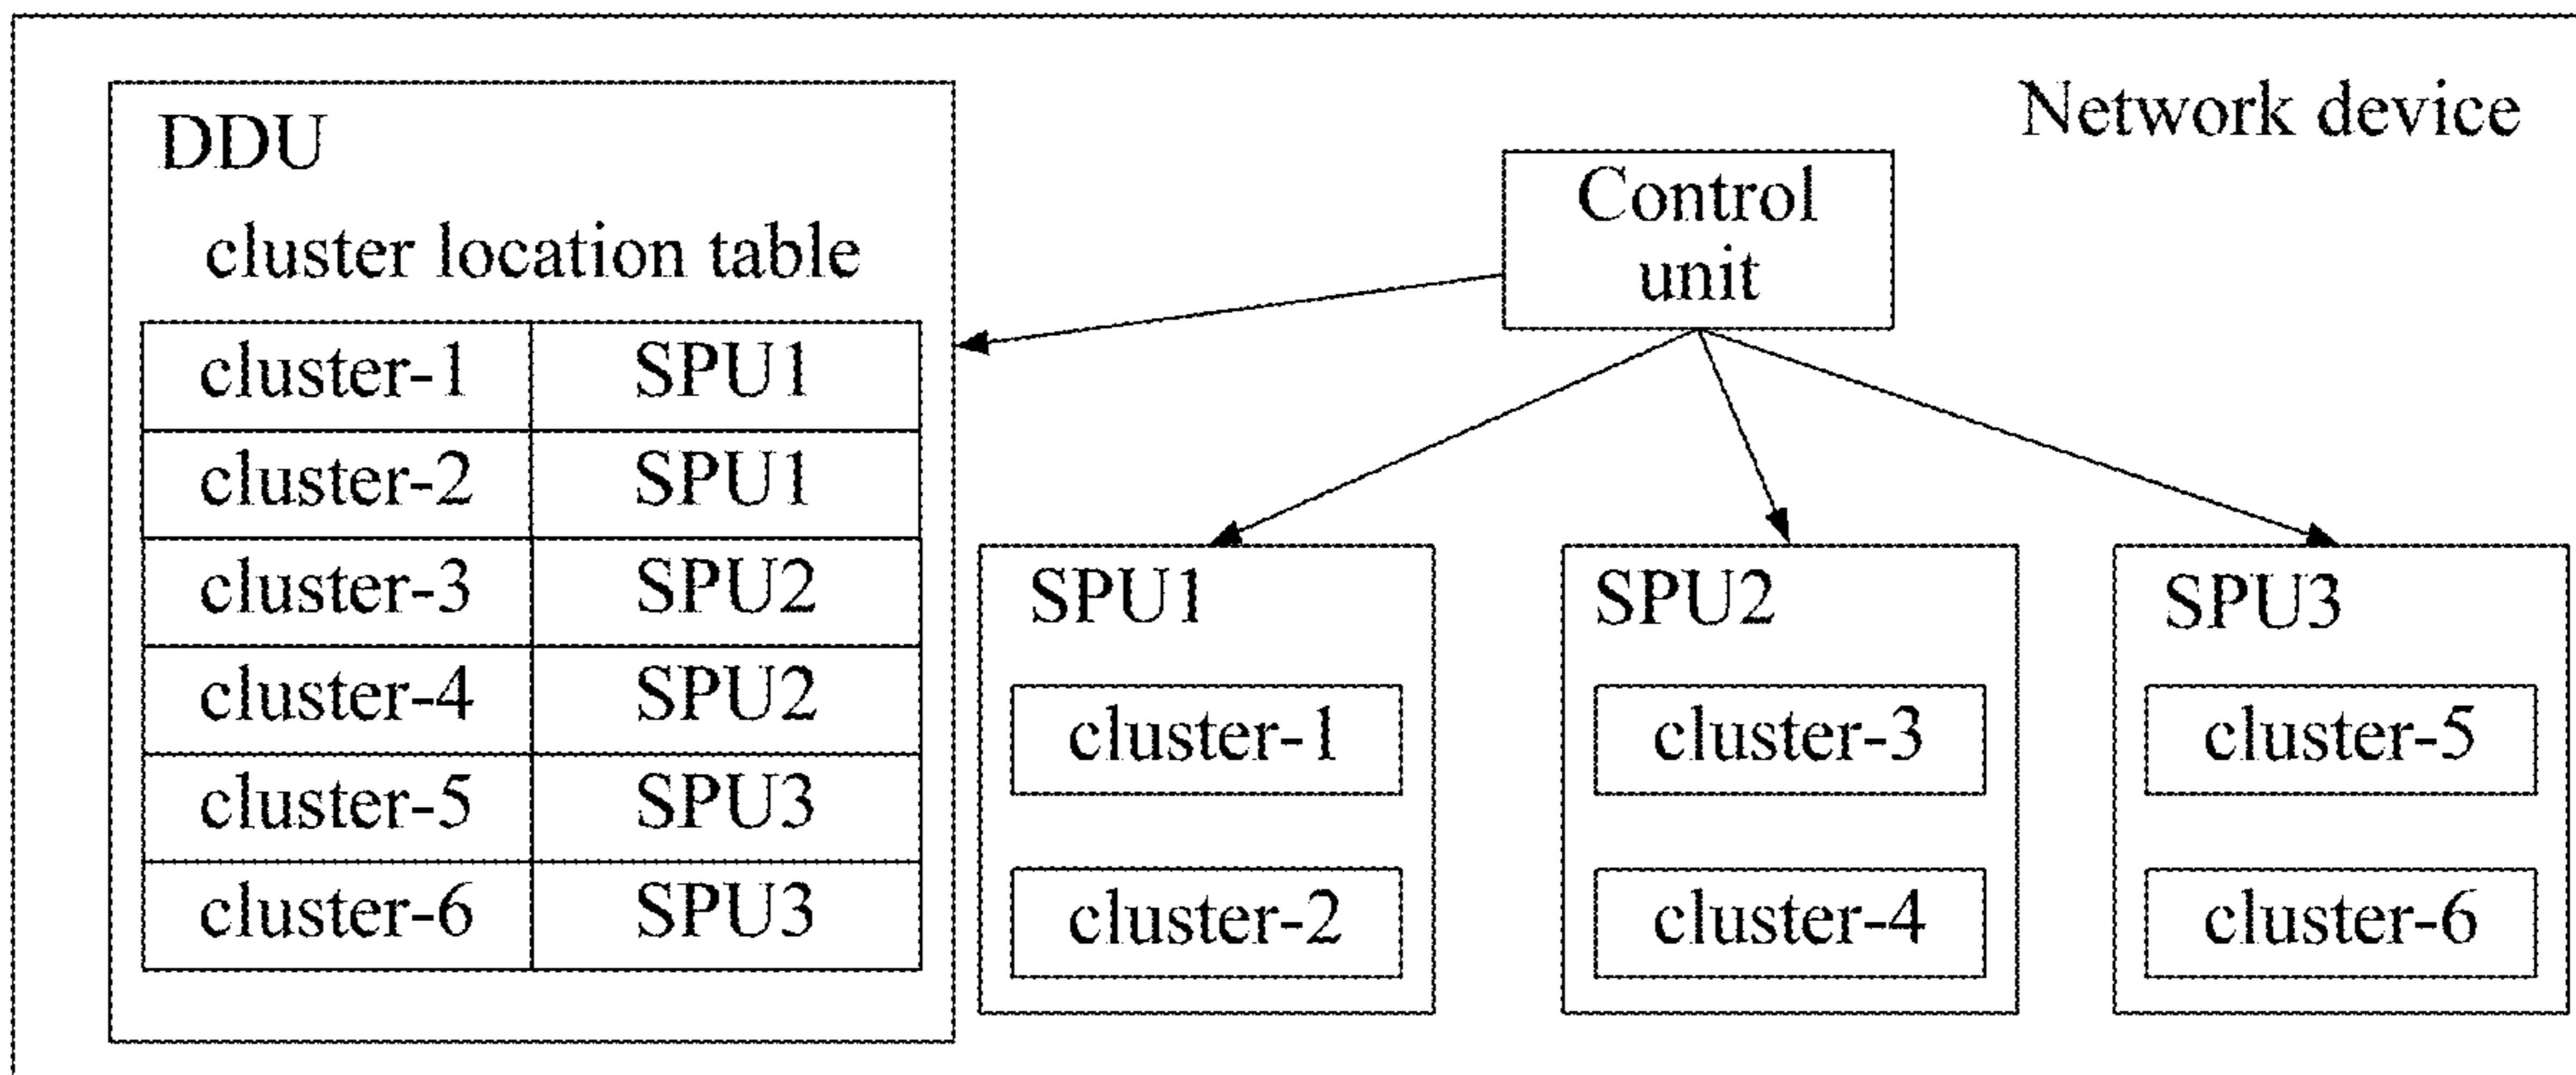 DDU
cluster location table
cluster-1 SPU1
cluster-2 SPU1
cluster-3 SPU2
cluster-4 SPU2
cluster-5 SPU3
cluster-6 SPU3
Network device
Control
unit
SPU1
cluster-1
cluster-2
SPU2
cluster-3
cluster-4
SPU3
cluster-5
cluster-6